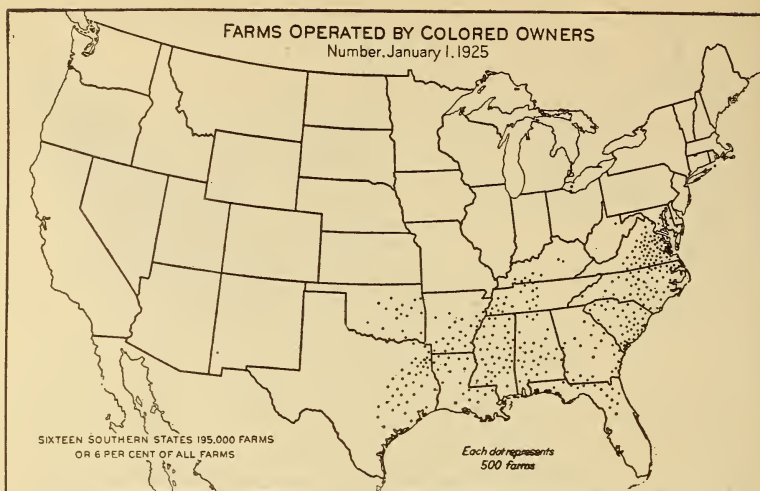 FARMS OPERATED BY COLORED OWNERS
Number, January 1, 1925
SIXTEEN SOUTHERN STATES 195,000 FARMS
OR 6 PER CENT OF ALL FARMS
Each dot represents
500 farms